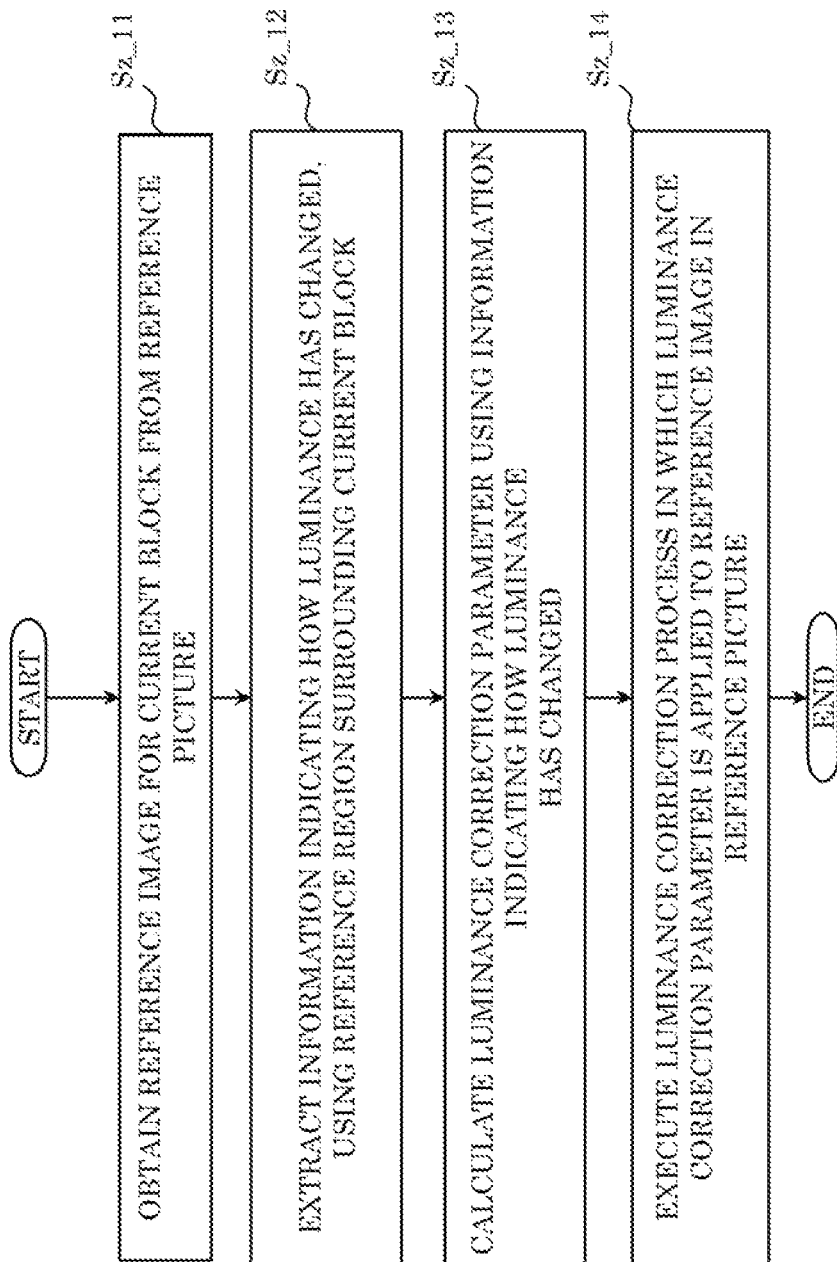 START
Sz_11
OBTAIN REFERENCE IMAGE FOR CURRENT BLOCK FROM REFERENCE
PICTURE
Sz_12
EXTRACT INFORMATION INDICATING HOW LUMINANCE HAS CHANGED,
USING REFERENCE REGION SURROUNDING CURRENT BLOCK
Sz_13
CALCULATE LUMINANCE CORRECTION PARAMETER USING INFORMATION
INDICATING HOW LUMINANCE
HAS CHANGED
Sz_14
EXECUTE LUMINANCE CORRECTION PROCESS IN WHICH LUMINANCE
CORRECTION PARAMETER IS APPLIED TO REFERENCE IMAGE IN
REFERENCE PICTURE
END